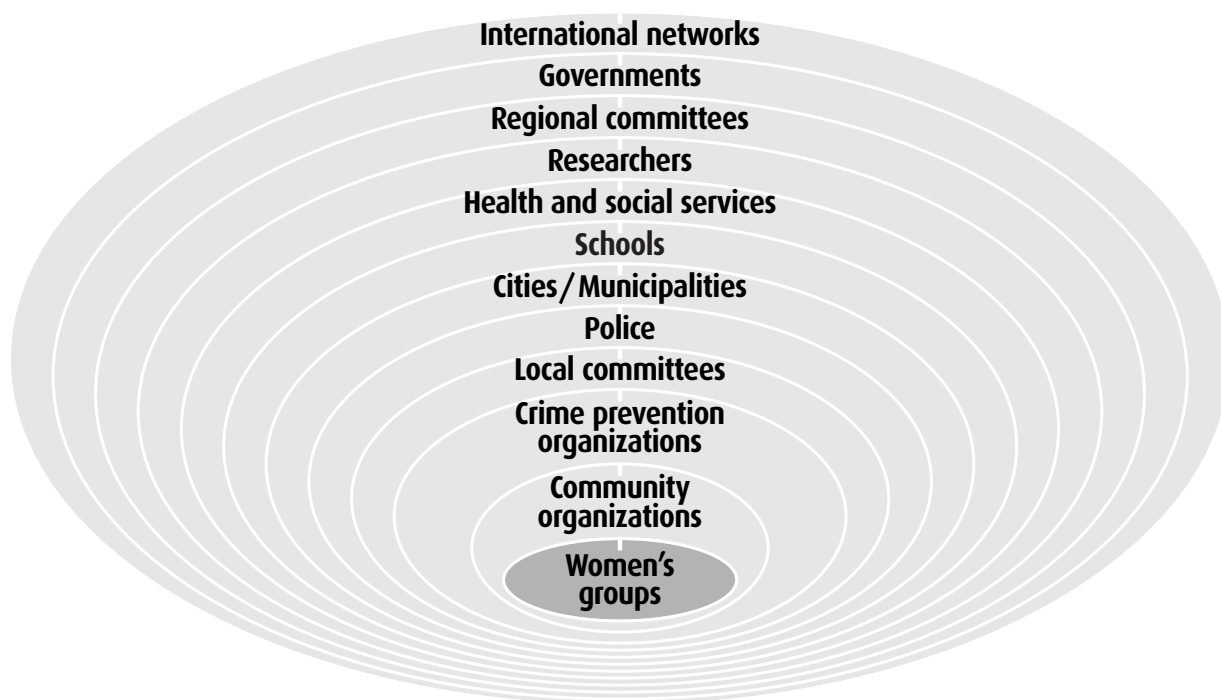 International networks
Governments
Regional committees
Researchers
Health and social services
Schools
Cities / Municipalities
Police
Local committees
Crime prevention
organizations
Community
organizations
Women’s
groups